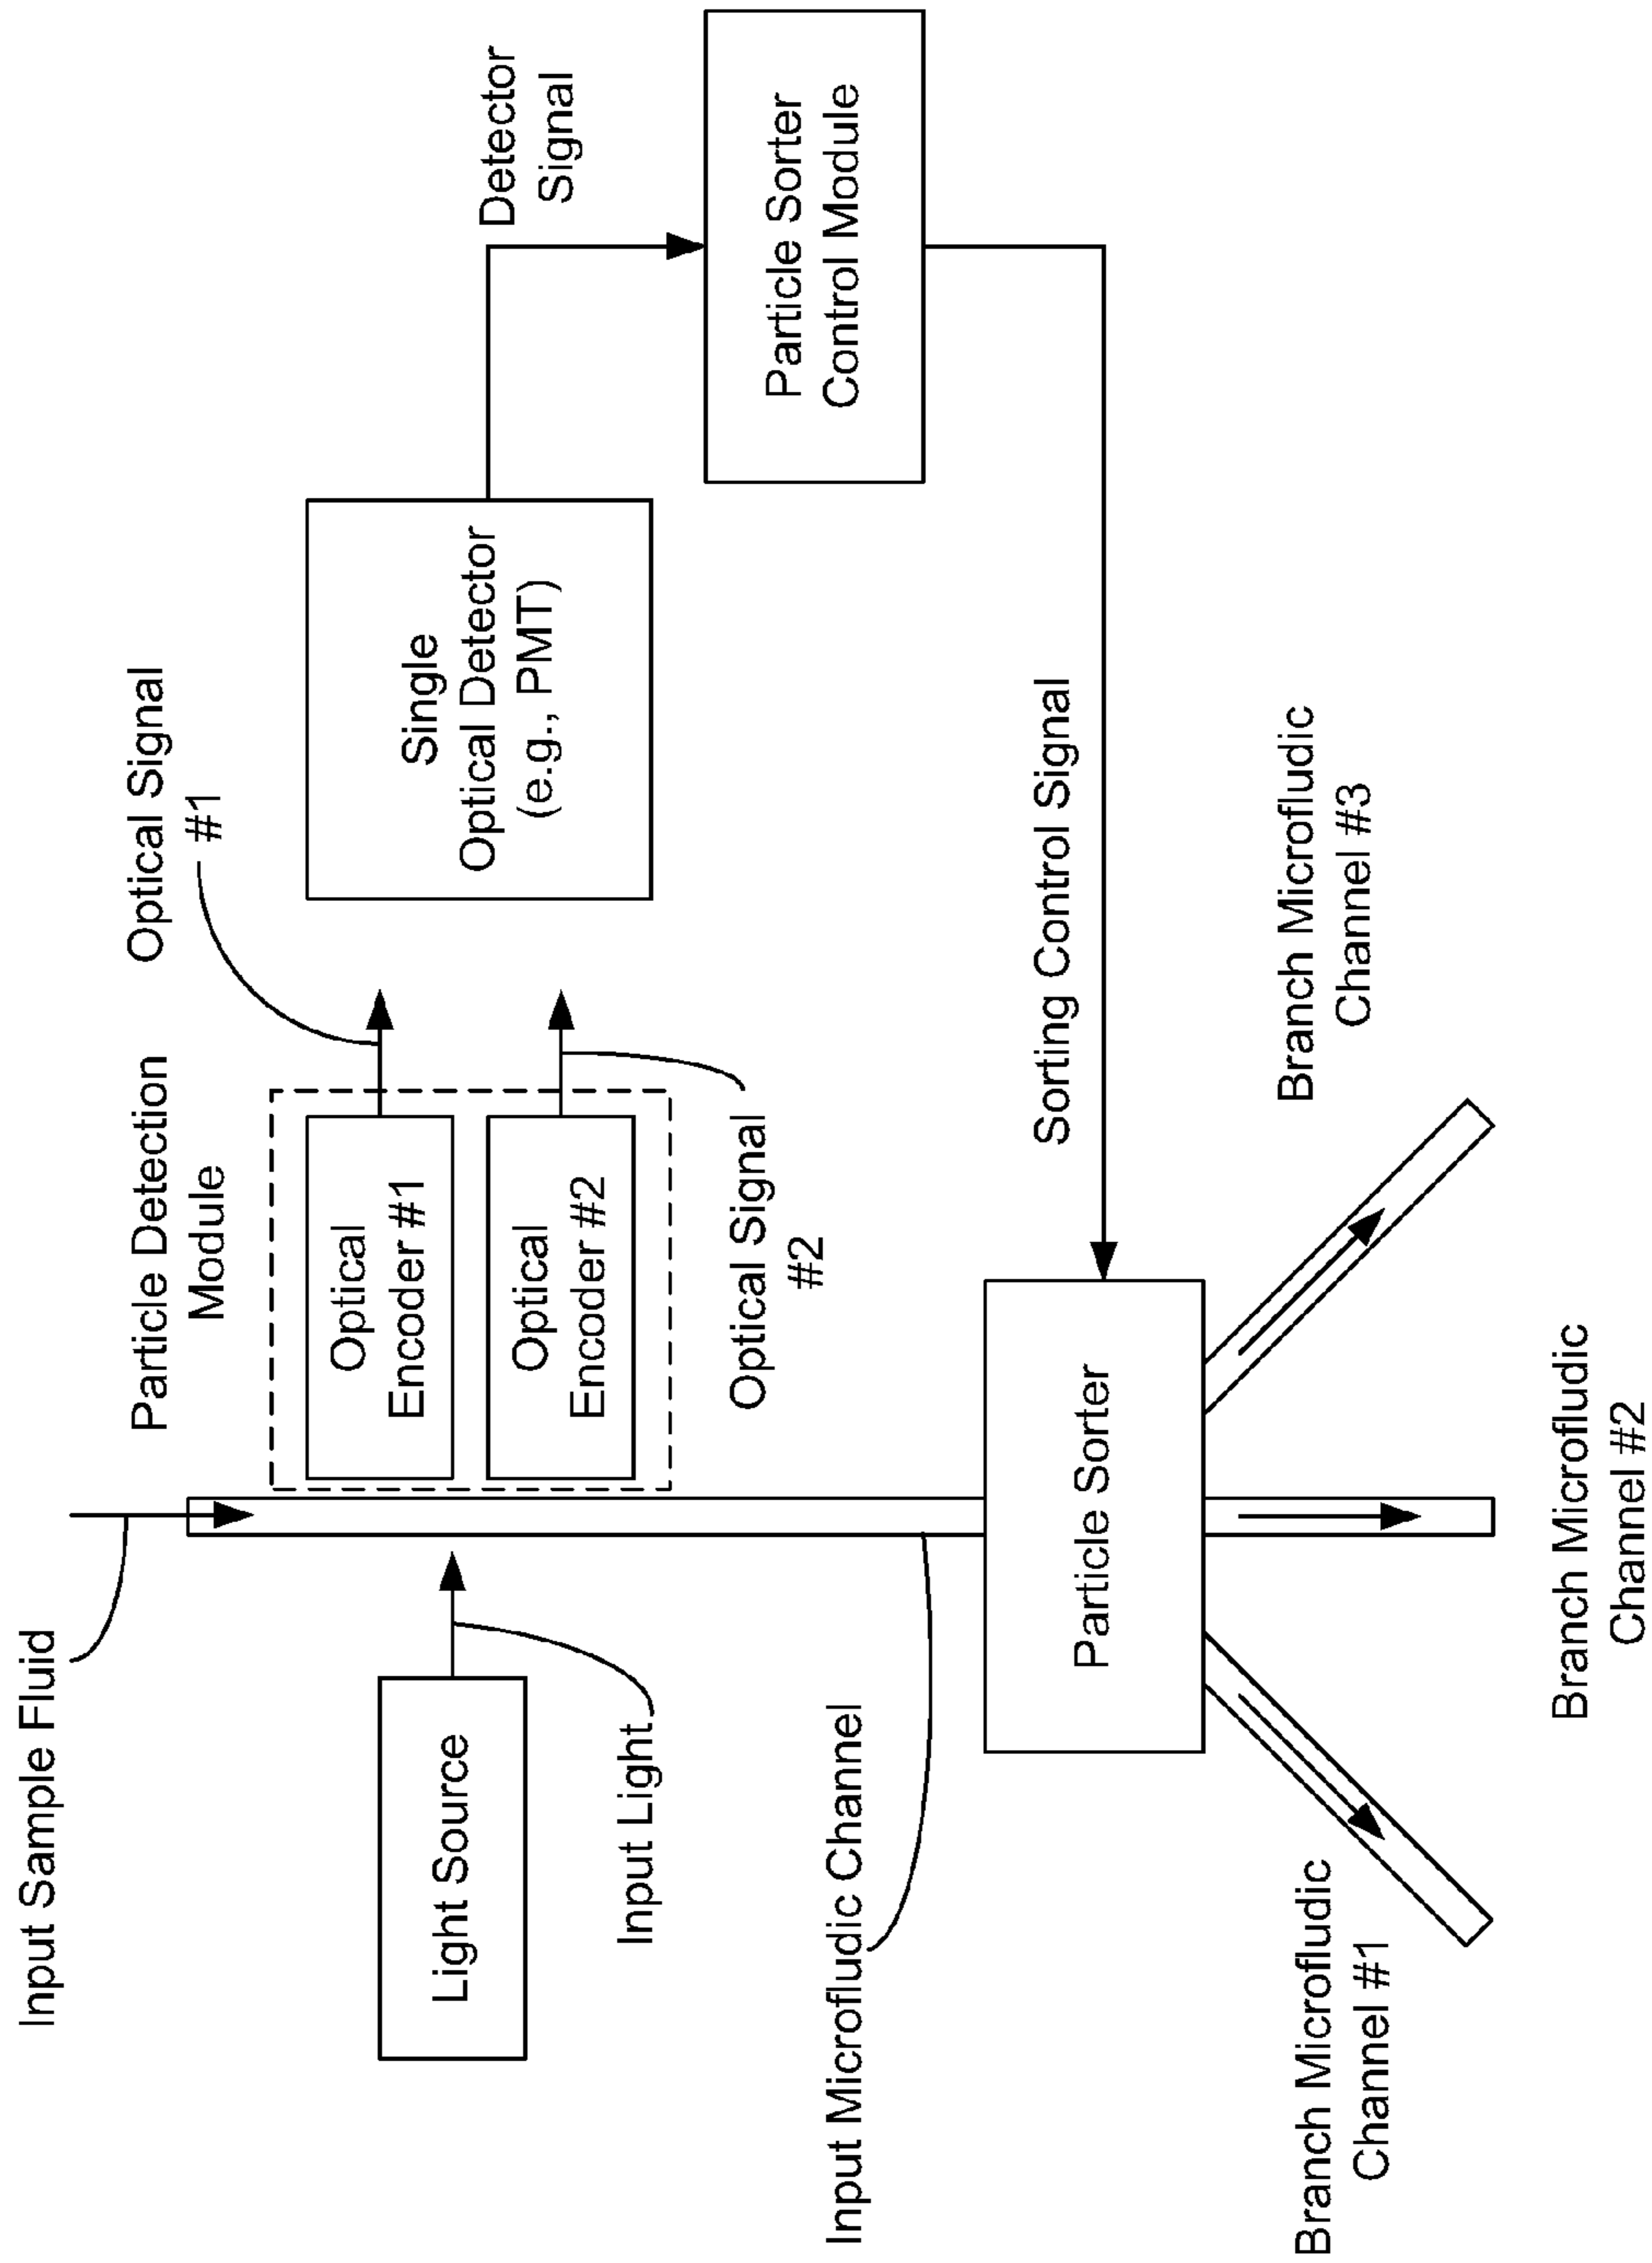 Input Sample Fluid
Particle Detection
Module
Optical Signal
#1
Light Source
Input Light
Optical
Encoder #1
Optical
Encoder #2
Optical Signal
#2
Single
Optical Detector
(e.g., PMT)
Detector
Signal
Particle Sorter
Control Module
Input Microfludic Channel
Sorting Control Signal
Particle Sorter
Branch Microfludic
Channel #1
Branch Microfludic
Channel #2
Branch Microfludic
Channel #3